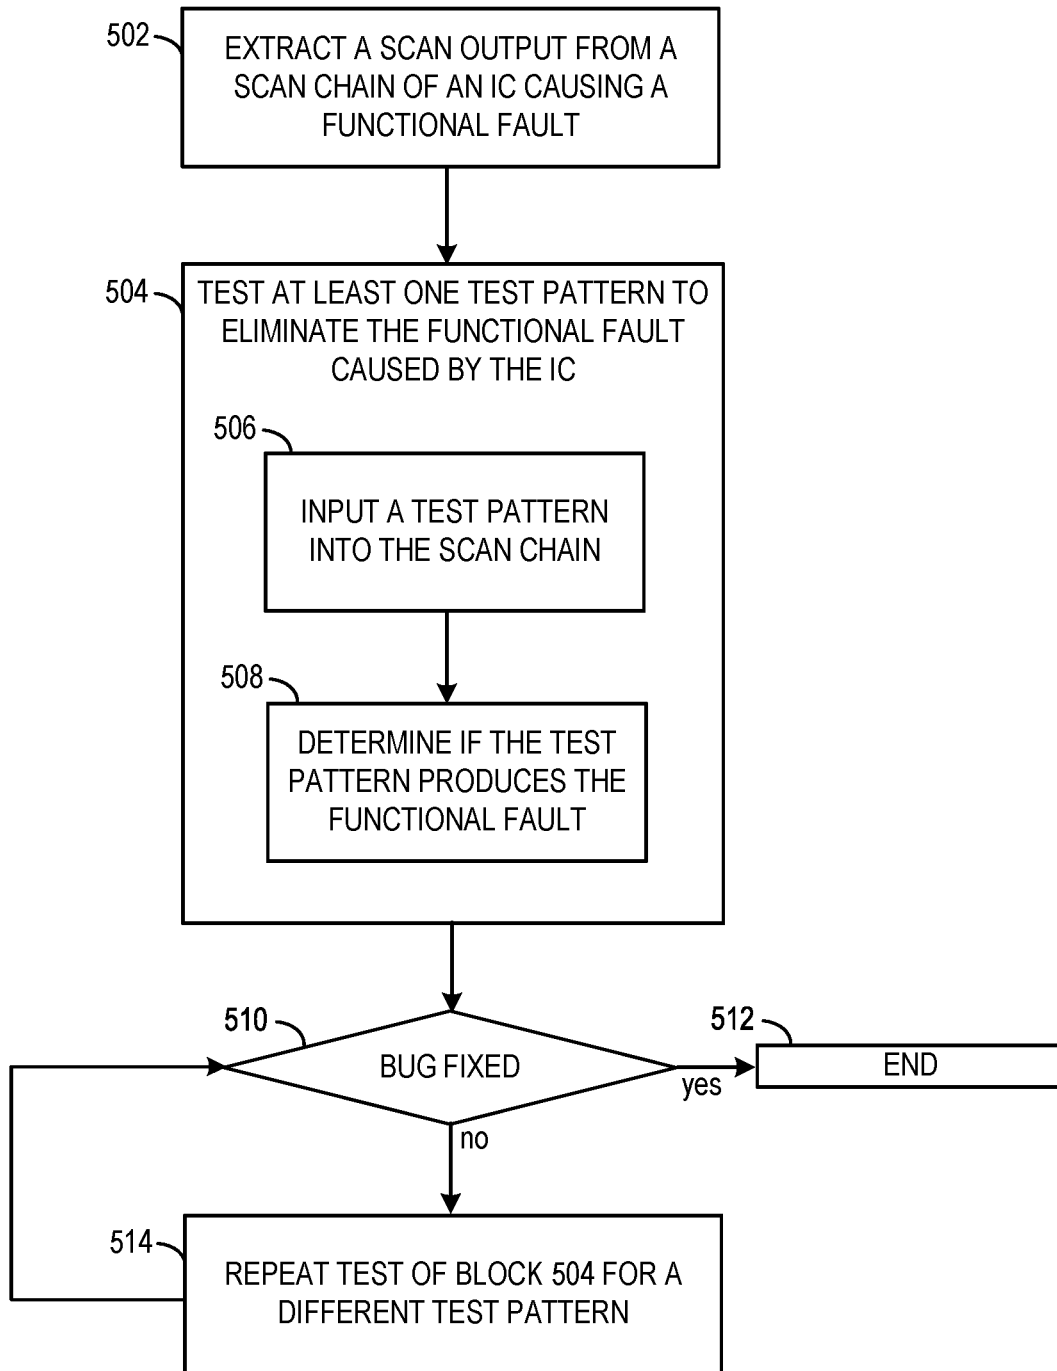 502
EXTRACT A SCAN OUTPUT FROM A
SCAN CHAIN OF AN IC CAUSING A
FUNCTIONAL FAULT
504
TEST AT LEAST ONE TEST PATTERN TO
ELIMINATE THE FUNCTIONAL FAULT
CAUSED BY THE IC
506
INPUT A TEST PATTERN
INTO THE SCAN CHAIN
508
DETERMINE IF THE TEST
PATTERN PRODUCES THE
FUNCTIONAL FAULT
510
BUG FIXED
yes
512
END
no
514
REPEAT TEST OF BLOCK 504 FOR A
DIFFERENT TEST PATTERN